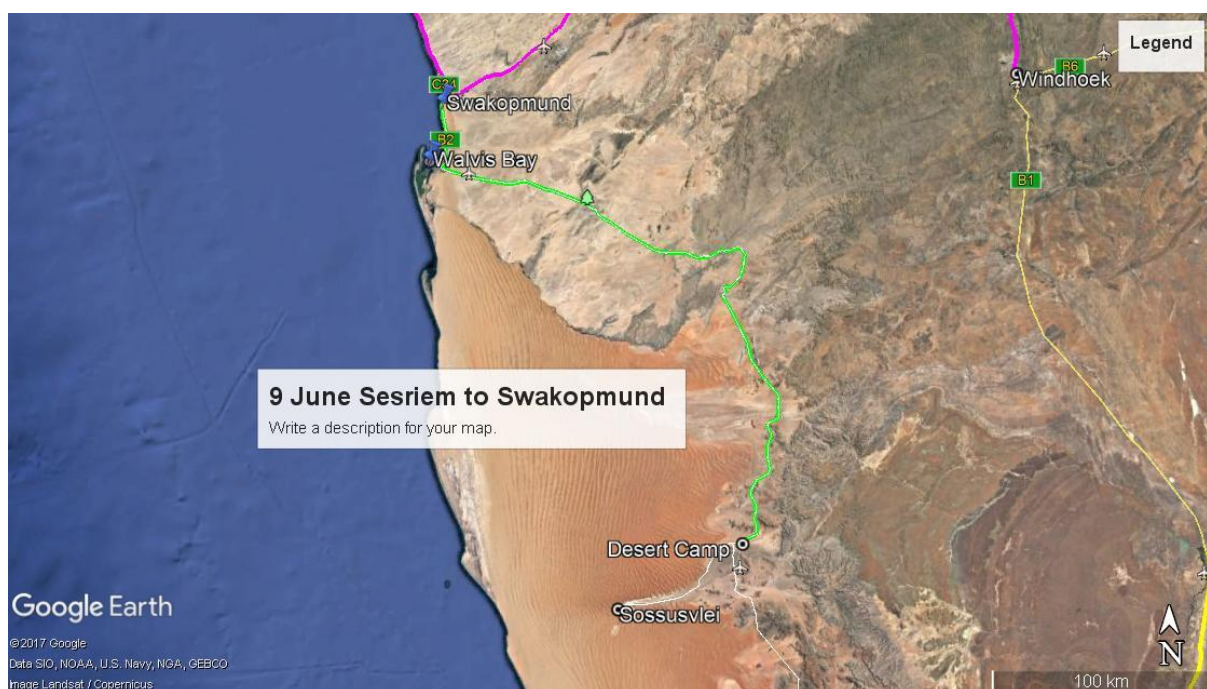 Legend
B6
Windhoek
C34
Swakopmund
B2
Walvis Bay
B1
9 June Sesriem to Swakopmund
Write a description for your map.
Desert Camp
Sossusvlei
Google Earth
©2017 Google
Data SIO, NOAA, U.S. Navy, NGA, GEBCO
Image Landsat / Copernicus
N
100 km